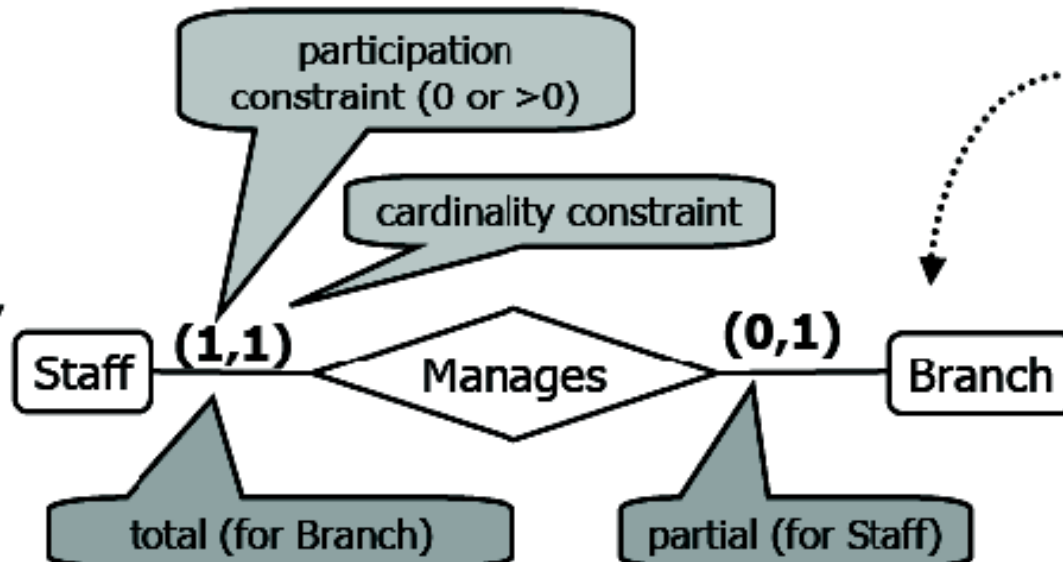 participation
constraint (0 or >0)
cardinality constraint
(1,1)
(0,1)
Staff
Manages
Branch
total (for Branch)
partial (for Staff)